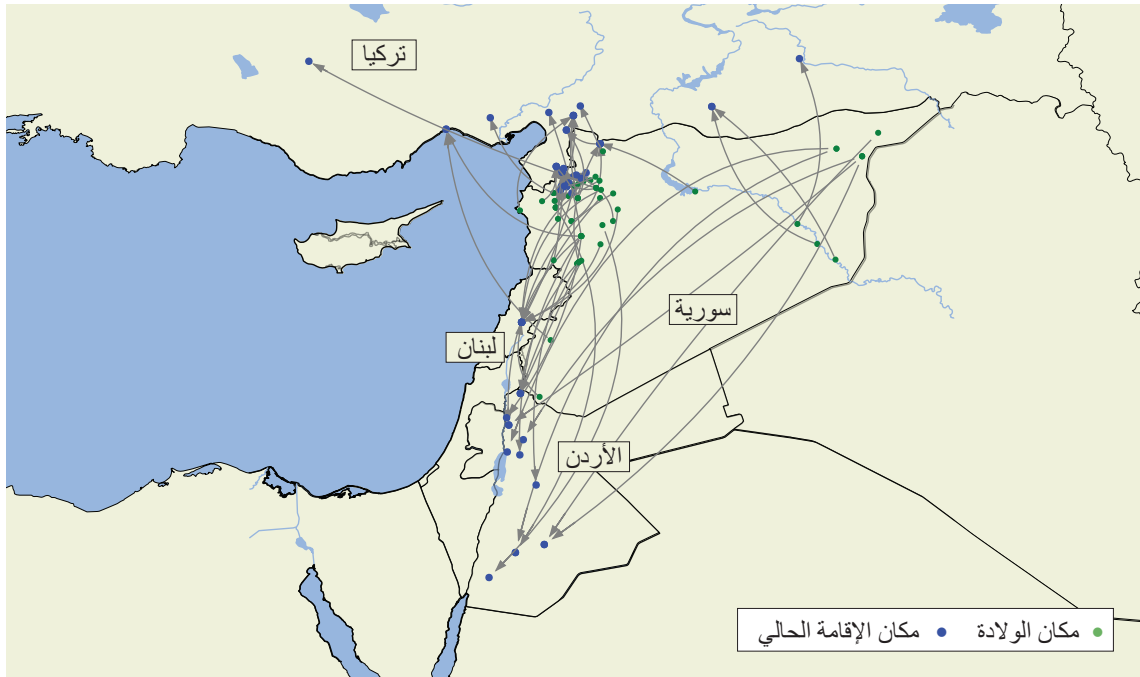 تركيا
سورية
لبنان
الأردن
مكان الولادة
مكان الإقامة الحالي